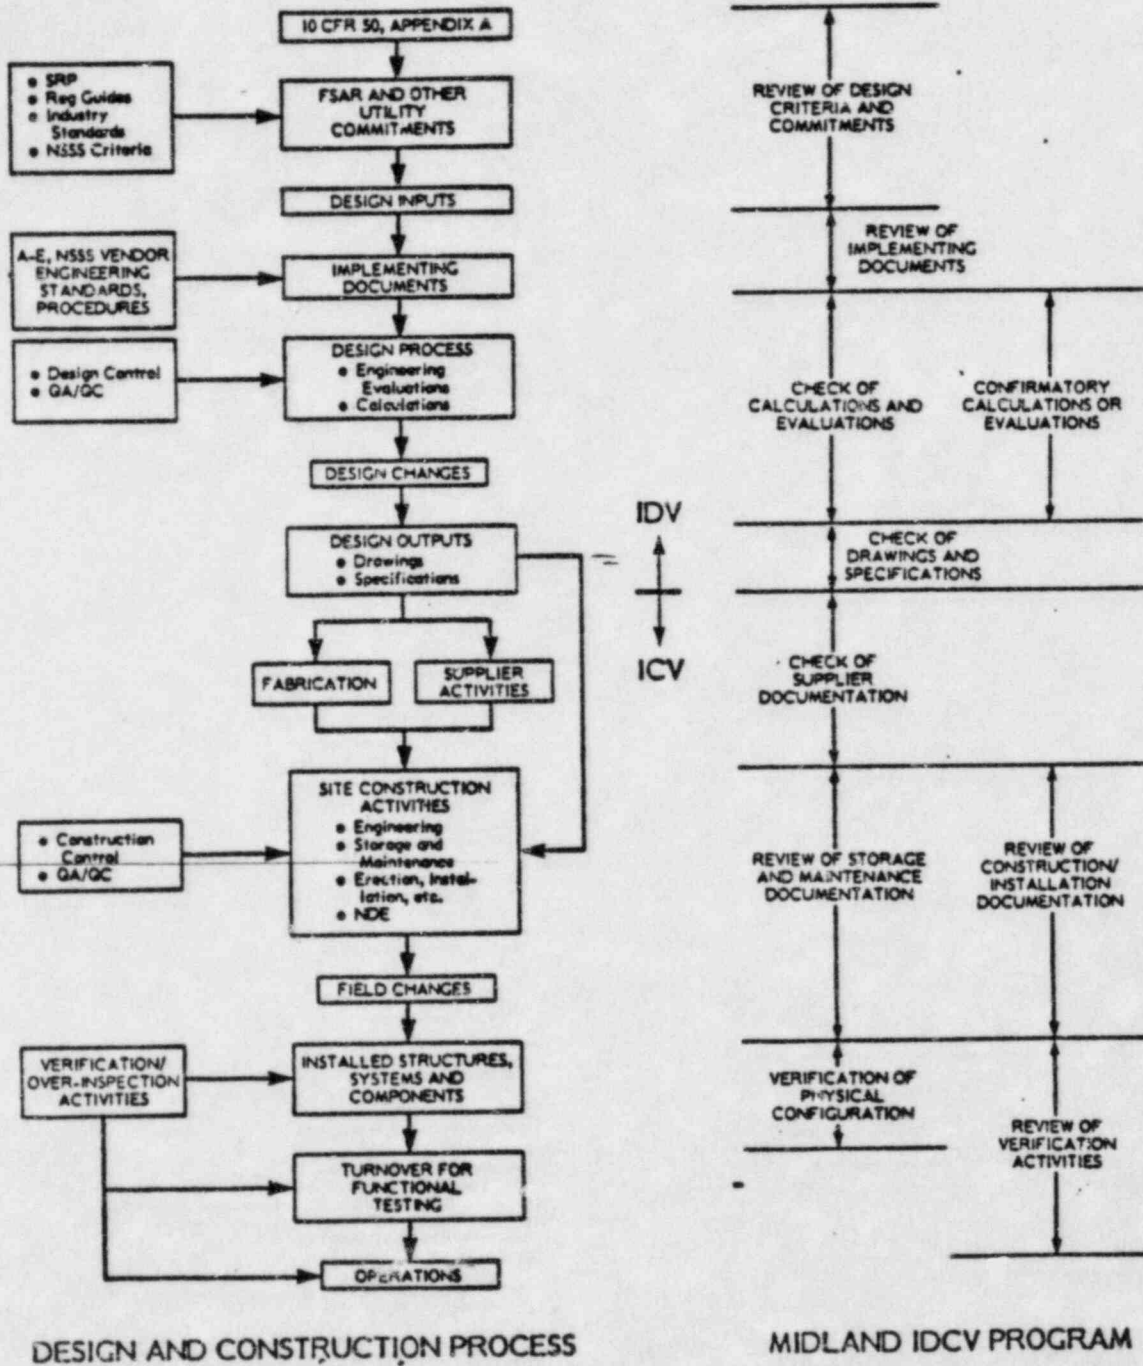 10 CFR 50, APPENDIX A
• SRP
• Reg Guides
• Industry
Standards
• NSSS Criteria
FSAR AND OTHER
UTILITY
COMMITMENTS
DESIGN INPUTS
A-E, NSSS VENDOR
ENGINEERING
STANDARDS,
PROCEDURES
IMPLEMENTING
DOCUMENTS
• Design Control
• QA/QC
DESIGN PROCESS
• Engineering
Evaluations
• Calculations
DESIGN CHANGES
DESIGN OUTPUTS
• Drawings
• Specifications
FABRICATION
SUPPLIER
ACTIVITIES
• Construction
Control
• QA/QC
SITE CONSTRUCTION
ACTIVITIES
• Engineering
• Storage and
Maintenance
• Erection, Instal-
lation, etc.
• NDE
FIELD CHANGES
VERIFICATION/
OVER-INSPECTION
ACTIVITIES
INSTALLED STRUCTURES,
SYSTEMS AND
COMPONENTS
TURNOVER FOR
FUNCTIONAL
TESTING
OPERATIONS
DESIGN AND CONSTRUCTION PROCESS
IDV
ICV
REVIEW OF DESIGN
CRITERIA AND
COMMITMENTS
REVIEW OF
IMPLEMENTING
DOCUMENTS
CHECK OF
CALCULATIONS AND
EVALUATIONS
CONFIRMATORY
CALCULATIONS OR
EVALUATIONS
CHECK OF
DRAWINGS AND
SPECIFICATIONS
CHECK OF
SUPPLIER
DOCUMENTATION
REVIEW OF STORAGE
AND MAINTENANCE
DOCUMENTATION
REVIEW OF
CONSTRUCTION/
INSTALLATION
DOCUMENTATION
VERIFICATION OF
PHYSICAL
CONFIGURATION
REVIEW OF
VERIFICATION
ACTIVITIES
MIDLAND IDCV PROGRAM